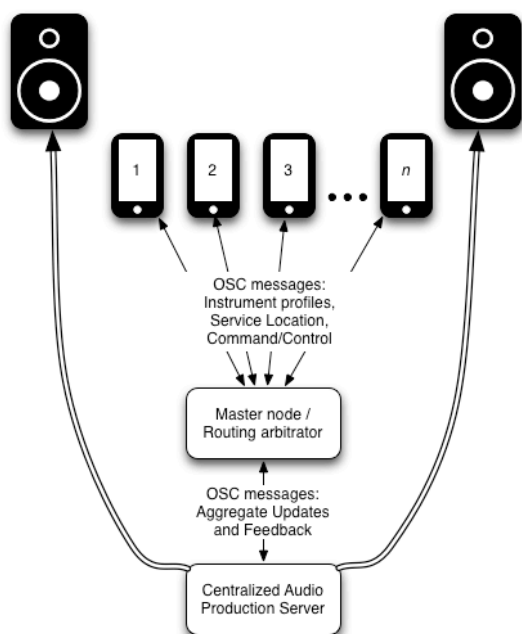 1
2
3
n
OSC messages:
Instrument profiles,
Service Location,
Command/Control
Master node /
Routing arbitrator
OSC messages:
Aggregate Updates
and Feedback
Centralized Audio
Production Server